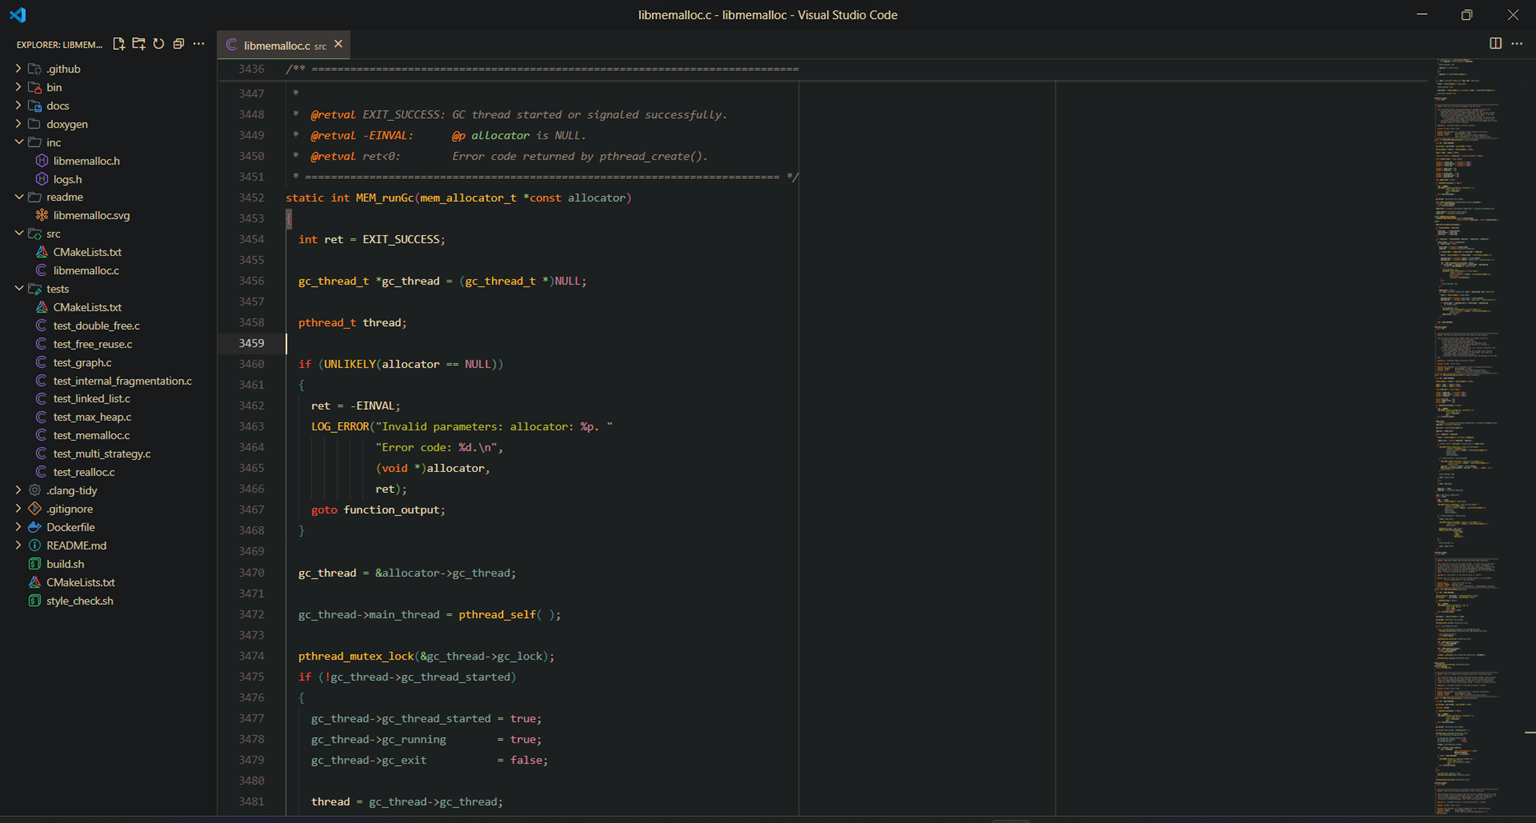 libmemalloc.c - libmemalloc - Visual Studio Code
EXPLORER: LIBMEM...
.github
bin
docs
doxygen
inc
libmemalloc.h
logs.h
readme
libmemalloc.svg
src
CMakeLists.txt
libmemalloc.c
tests
CMakeLists.txt
test_double_free.c
test_free_reuse.c
test_graph.c
test_internal_fragmentation.c
test_linked_list.c
test_max_heap.c
test_memalloc.c
test_multi_strategy.c
test_realloc.c
.clang-tidy
.gitignore
Dockerfile
README.md
build.sh
CMakeLists.txt
style_check.sh
libmemalloc.c src
3436 /** ============================================================================
3447  *
3448  *  @retval EXIT_SUCCESS: GC thread started or signaled successfully.
3449  *  @retval -EINVAL:      @p allocator is NULL.
3450  *  @retval ret<0:        Error code returned by pthread_create().
3451  * ========================================================================== */
3452 static int MEM_runGc(mem_allocator_t *const allocator)
3453 {
3454   int ret = EXIT_SUCCESS;
3455
3456   gc_thread_t *gc_thread = (gc_thread_t *)NULL;
3457
3458   pthread_t thread;
3459
3460   if (UNLIKELY(allocator == NULL))
3461   {
3462     ret = -EINVAL;
3463     LOG_ERROR("Invalid parameters: allocator: %p. "
3464               "Error code: %d.\n",
3465               (void *)allocator,
3466               ret);
3467     goto function_output;
3468   }
3469
3470   gc_thread = &allocator->gc_thread;
3471
3472   gc_thread->main_thread = pthread_self( );
3473
3474   pthread_mutex_lock(&gc_thread->gc_lock);
3475   if (!gc_thread->gc_thread_started)
3476   {
3477     gc_thread->gc_thread_started = true;
3478     gc_thread->gc_running        = true;
3479     gc_thread->gc_exit           = false;
3480
3481     thread = gc_thread->gc_thread;